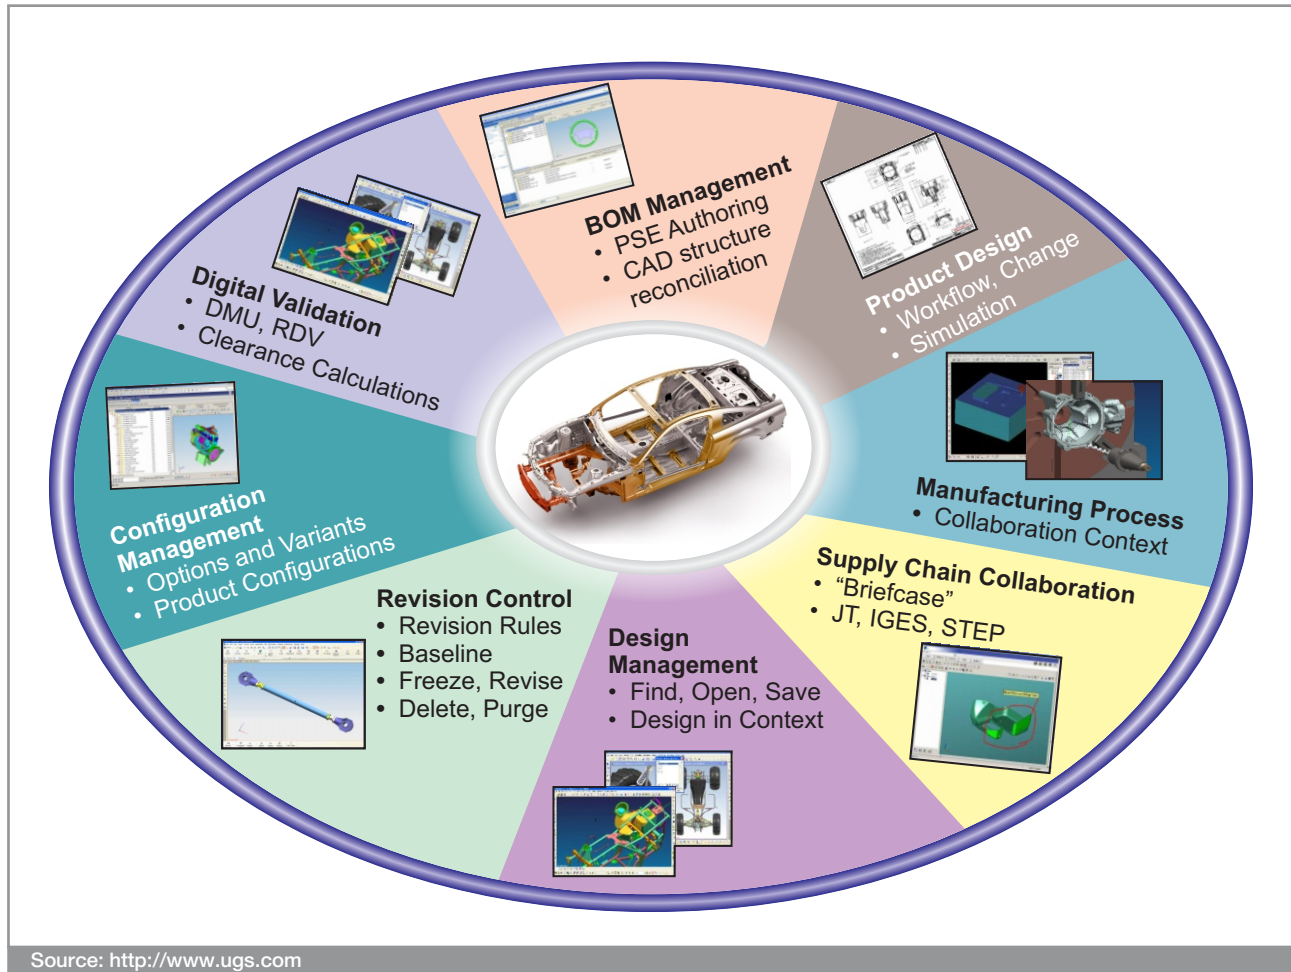 BOM Management
• PSE Authoring
• CAD structure
reconciliation
Product Design
• Workflow, Change
• Simulation
Manufacturing Process
• Collaboration Context
Supply Chain Collaboration
• “Briefcase”
• JT, IGES, STEP
Design
Management
• Find, Open, Save
• Design in Context
Revision Control
• Revision Rules
• Baseline
• Freeze, Revise
• Delete, Purge
Configuration
Management
• Options and Variants
• Product Configurations
Digital Validation
• DMU, RDV
• Clearance Calculations
Source: http://www.ugs.com